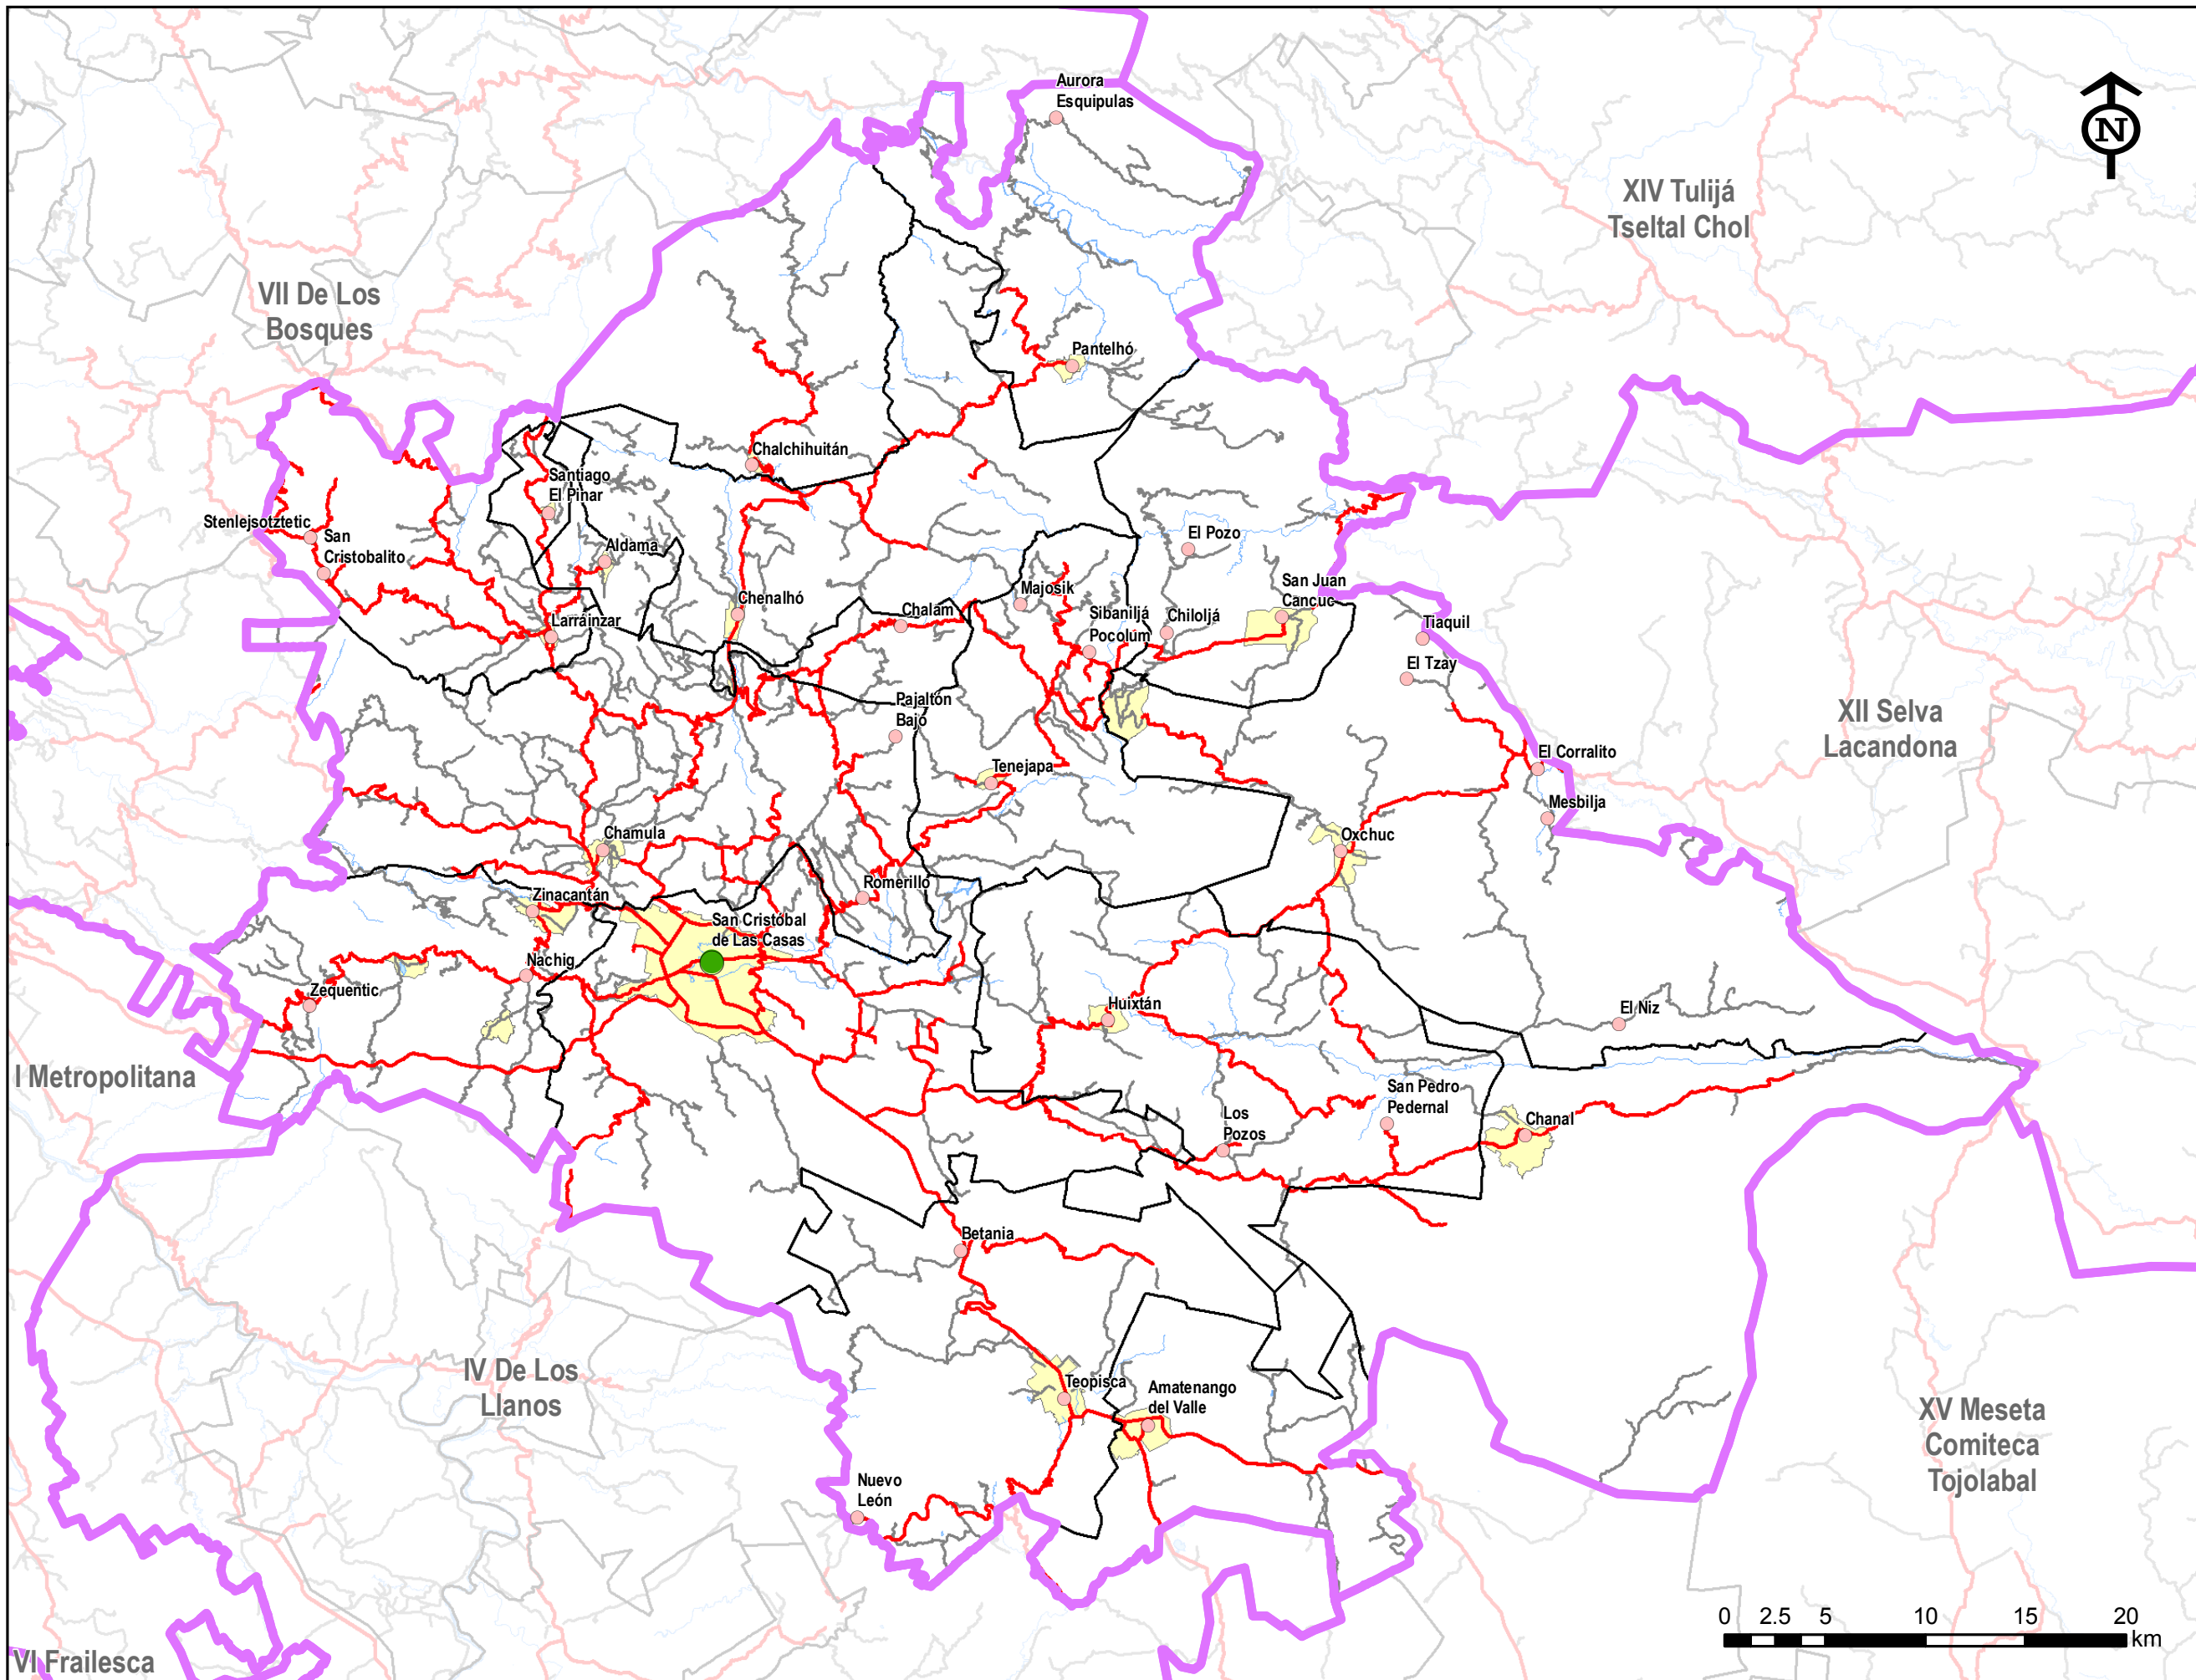 Aurora
Esquipulas
N
XIV Tulijá
Tseltal Chol
VII De Los
Bosques
Pantelhó
Chalchihuitán
Santiago
El Pinar
Stenlejsotztetic
San
Cristobalito
Aldama
El Pozo
San Juan
Cancuc
Majosik
Chenalhó
Chalam
Sibaniljá
Pocolum
Chiloljá
Larráinzar
Tiaquil
El Tzay
Pajaltón
Bajo
XII Selva
Lacandona
El Corralito
Tenejapa
Mesbilja
Chamula
Oxchuc
Romerillo
Zinacantán
San Cristóbal
de Las Casas
Nachig
Zequentic
Huixtán
El Niz
I Metropolitana
San Pedro
Pedernal
Los
Pozos
Chanal
Betania
IV De Los
Llanos
Teopisca
Amatenango
del Valle
XV Meseta
Comiteca
Tojolabal
Nuevo
León
0 2.5 5 10 15 20
km
VI Frailesca